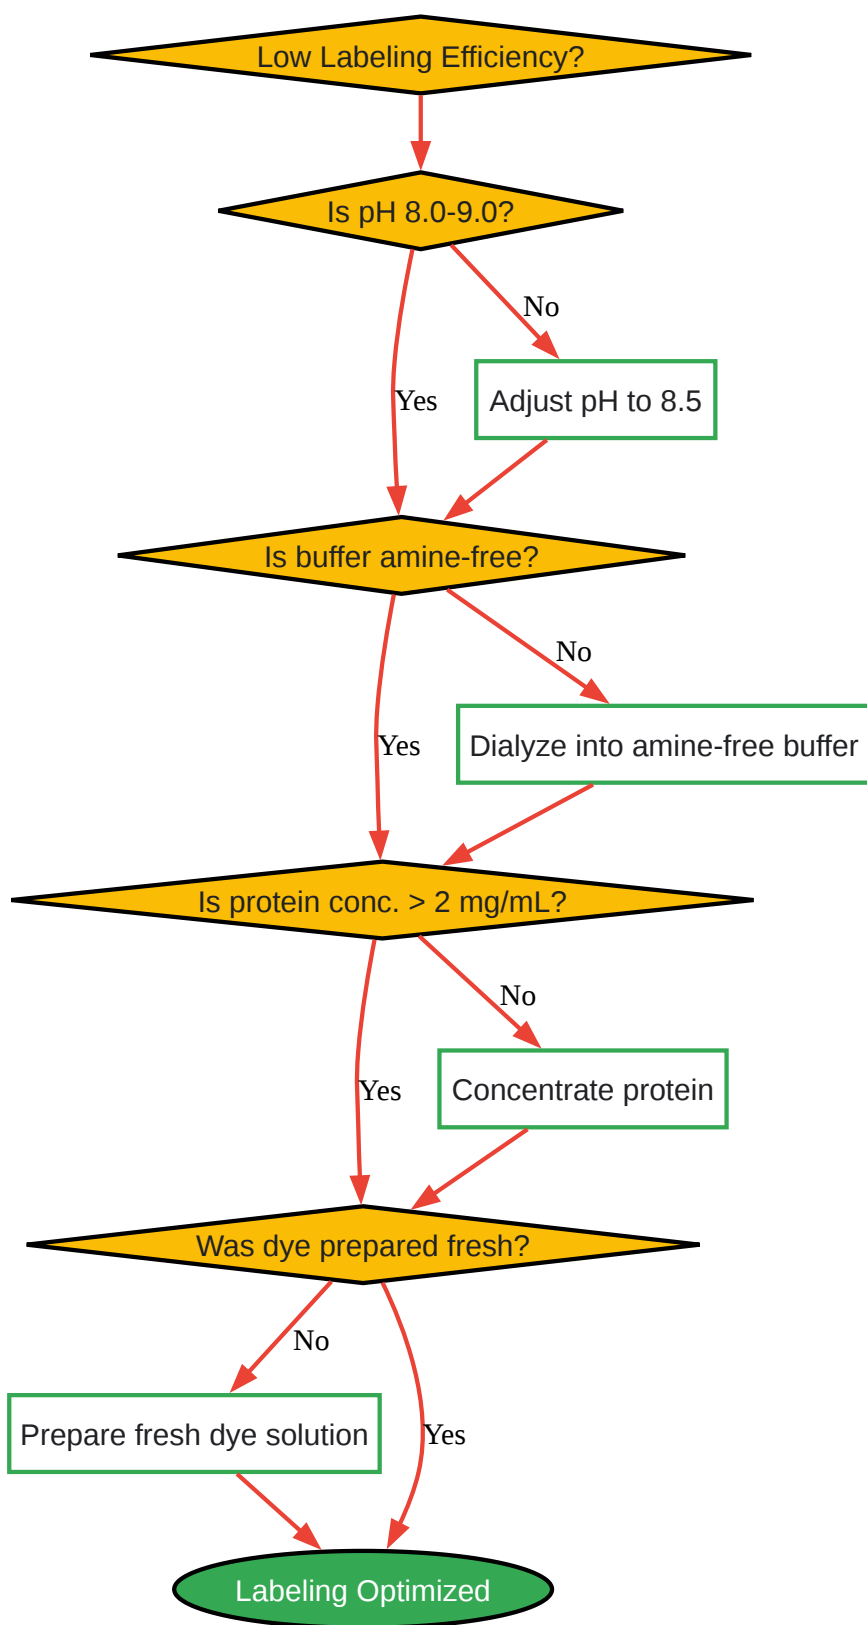 Low Labeling Efficiency?
Is pH 8.0-9.0?
No
Yes
Adjust pH to 8.5
Is buffer amine-free?
No
Yes
Dialyze into amine-free buffer
Is protein conc. > 2 mg/mL?
No
Yes
Concentrate protein
Was dye prepared fresh?
No
Prepare fresh dye solution
Yes
Labeling Optimized